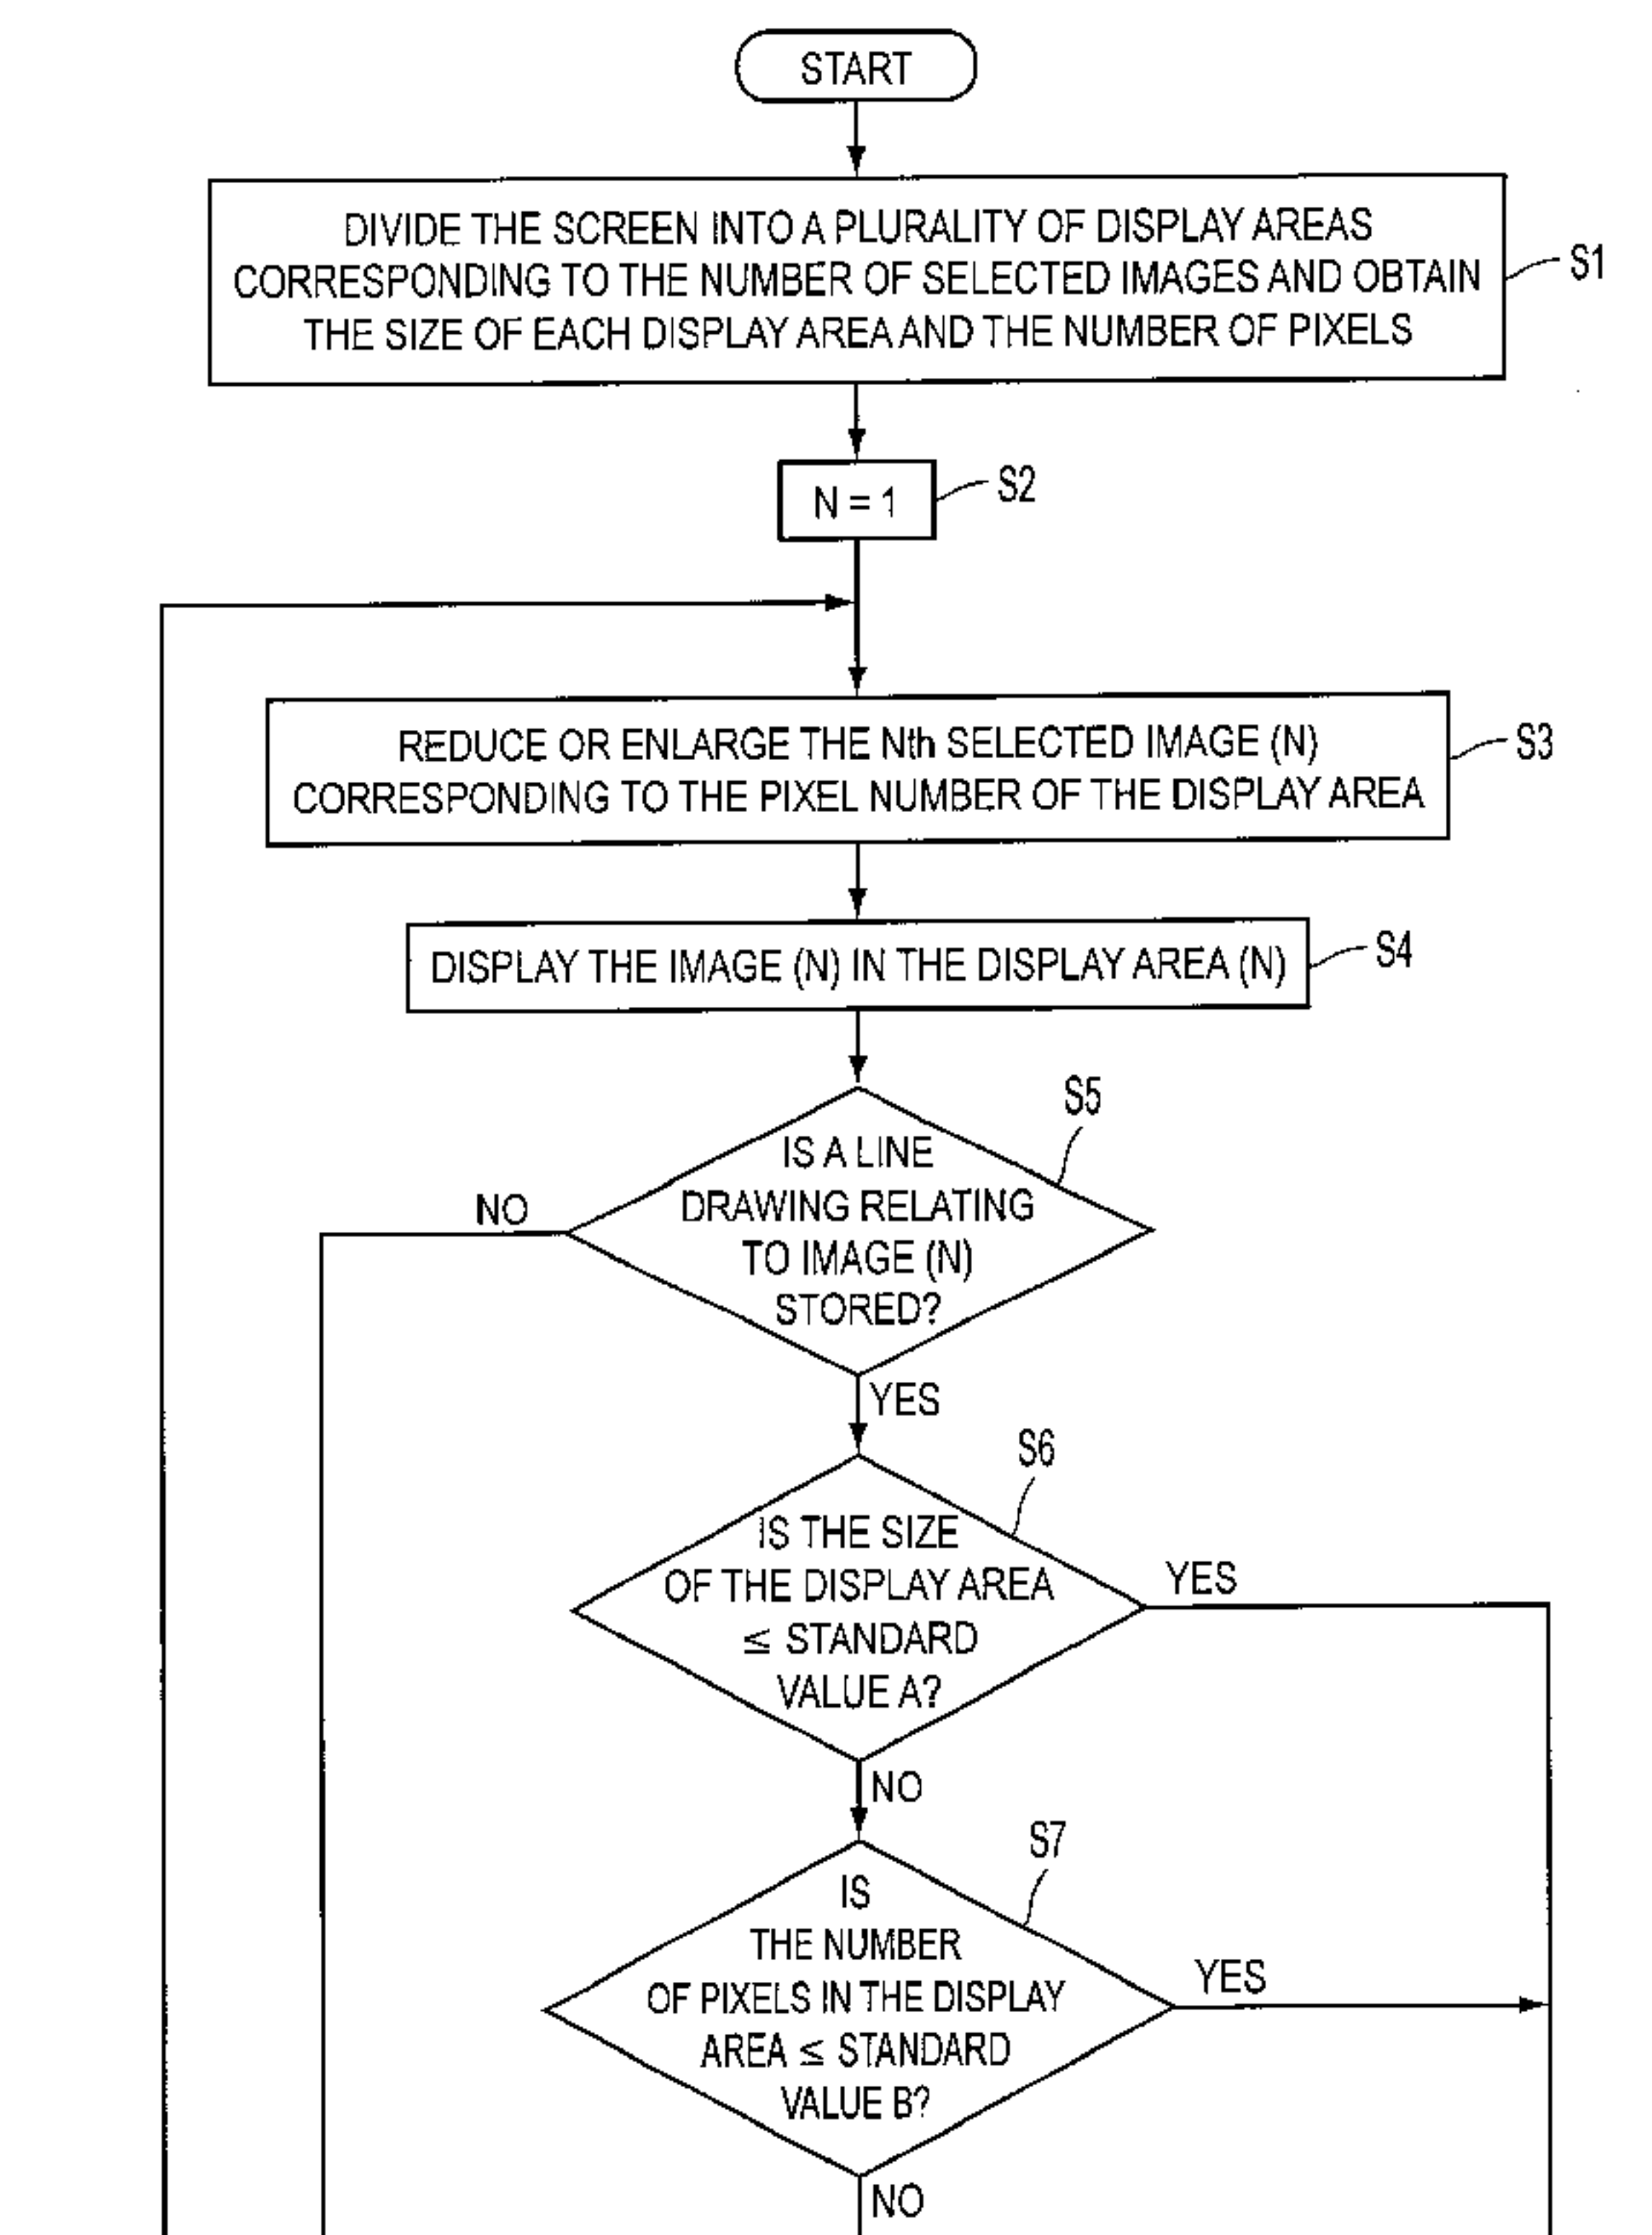 START
DIVIDE THE SCREEN INTO A PLURALITY OF DISPLAY AREAS
CORRESPONDING TO THE NUMBER OF SELECTED IMAGES AND OBTAIN
THE SIZE OF EACH DISPLAY AREA AND THE NUMBER OF PIXELS
S1
N = 1
S2
REDUCE OR ENLARGE THE Nth SELECTED IMAGE (N)
CORRESPONDING TO THE PIXEL NUMBER OF THE DISPLAY AREA
S3
DISPLAY THE IMAGE (N) IN THE DISPLAY AREA (N)
S4
S5
IS A LINE
DRAWING RELATING
TO IMAGE (N)
STORED?
NO
YES
S6
IS THE SIZE
OF THE DISPLAY AREA
≤ STANDARD
VALUE A?
YES
NO
S7
IS
THE NUMBER
OF PIXELS IN THE DISPLAY
AREA ≤ STANDARD
VALUE B?
YES
NO